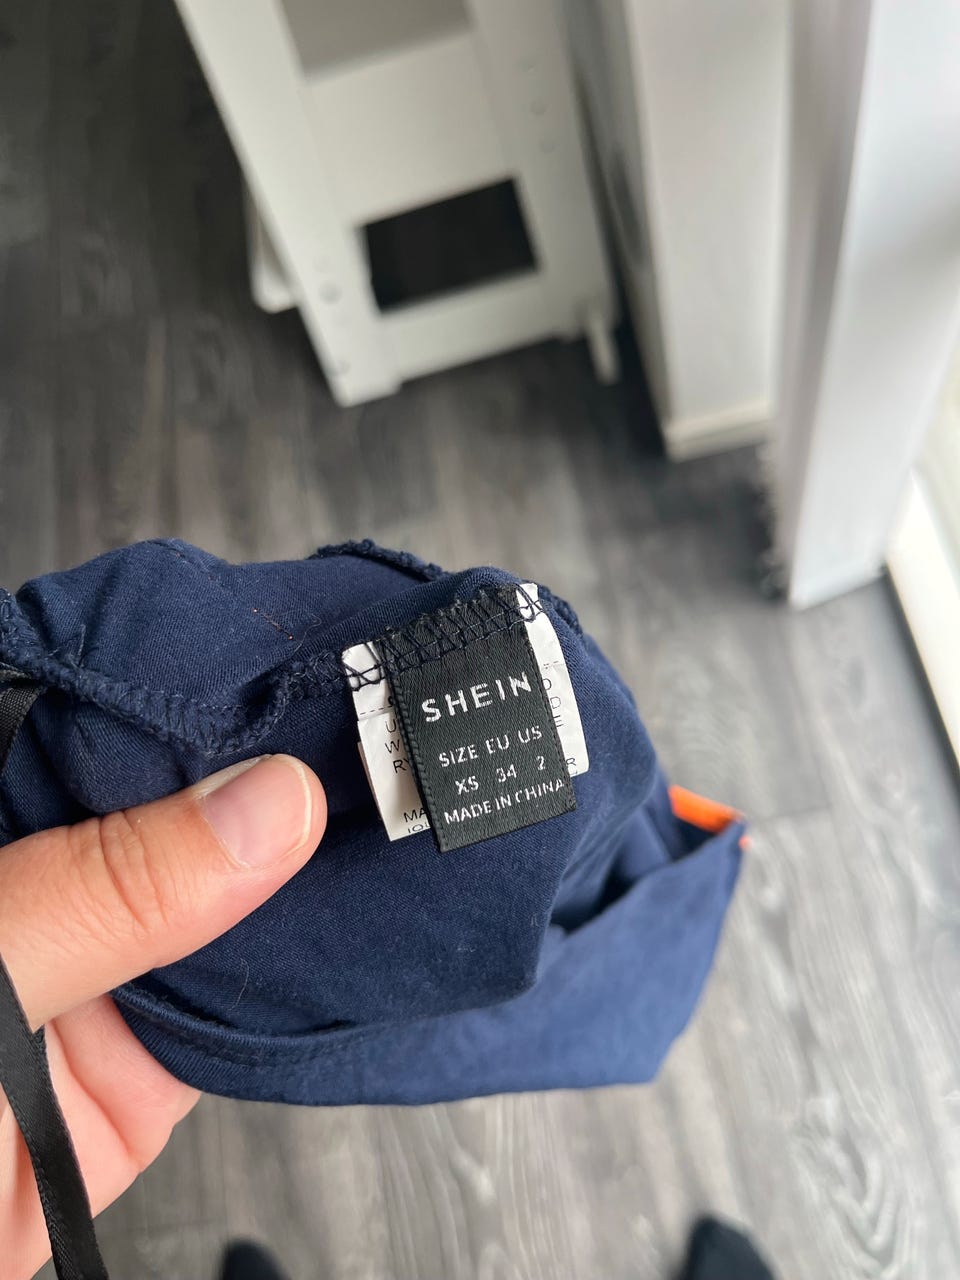 SHEIN
SIZE EU US
XS 34 2
MADE IN CHINA